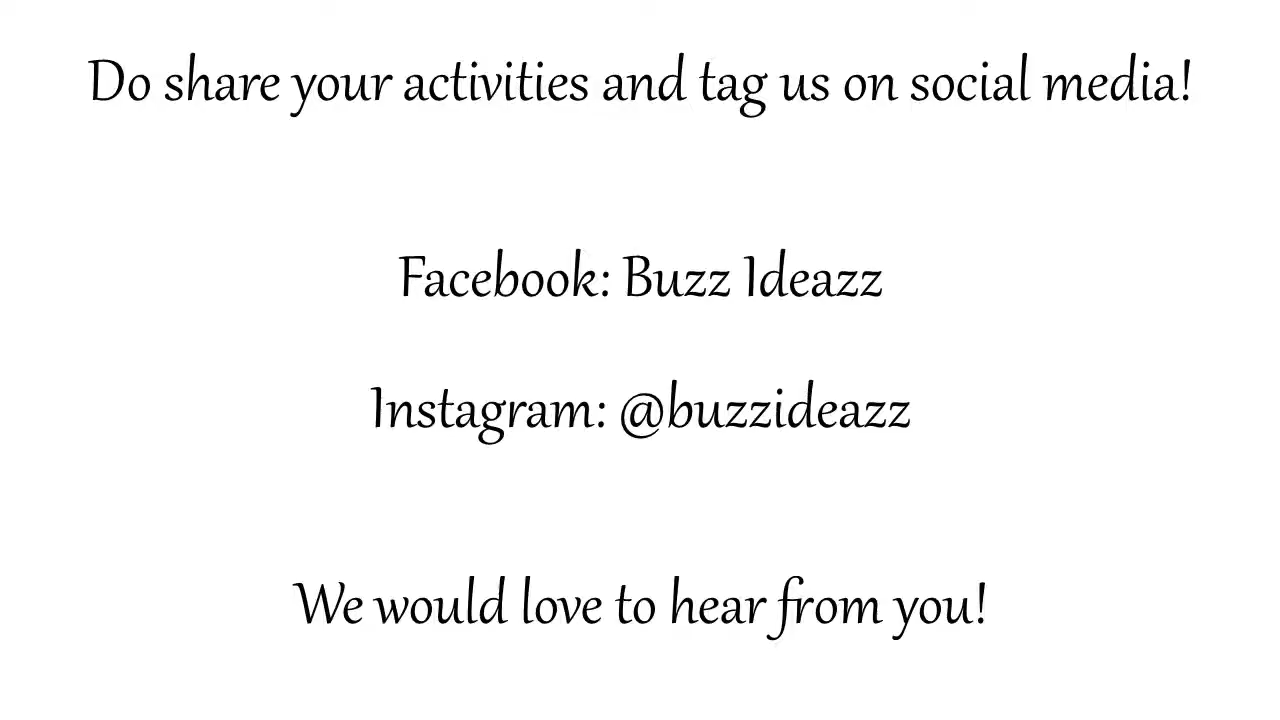 Do share your activities and tag us on social media!
Facebook: Buzz Ideazz
Instagram: @buzzideazz
We would love to hear from you!